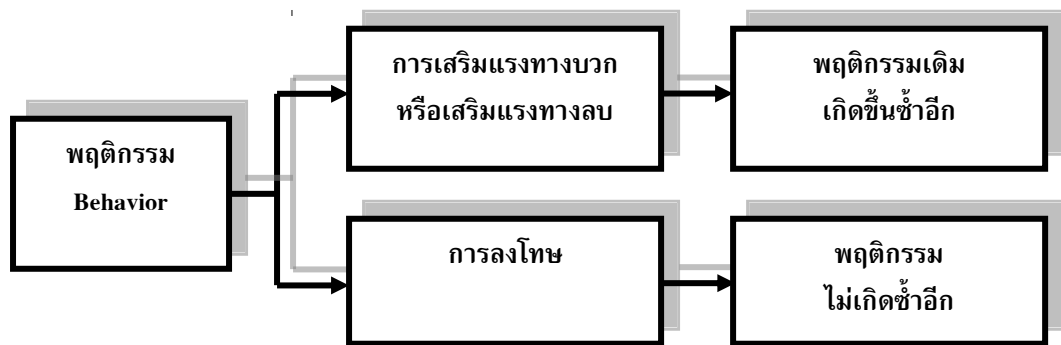 พฤติกรรม
Behavior
การเสริมแรงทางบวก
หรือเสริมแรงทางลบ
พฤติกรรมเดิม
เกิดขึ้นซ้ำอีก
การลงโทษ
พฤติกรรม
ไม่เกิดซ้ำอีก